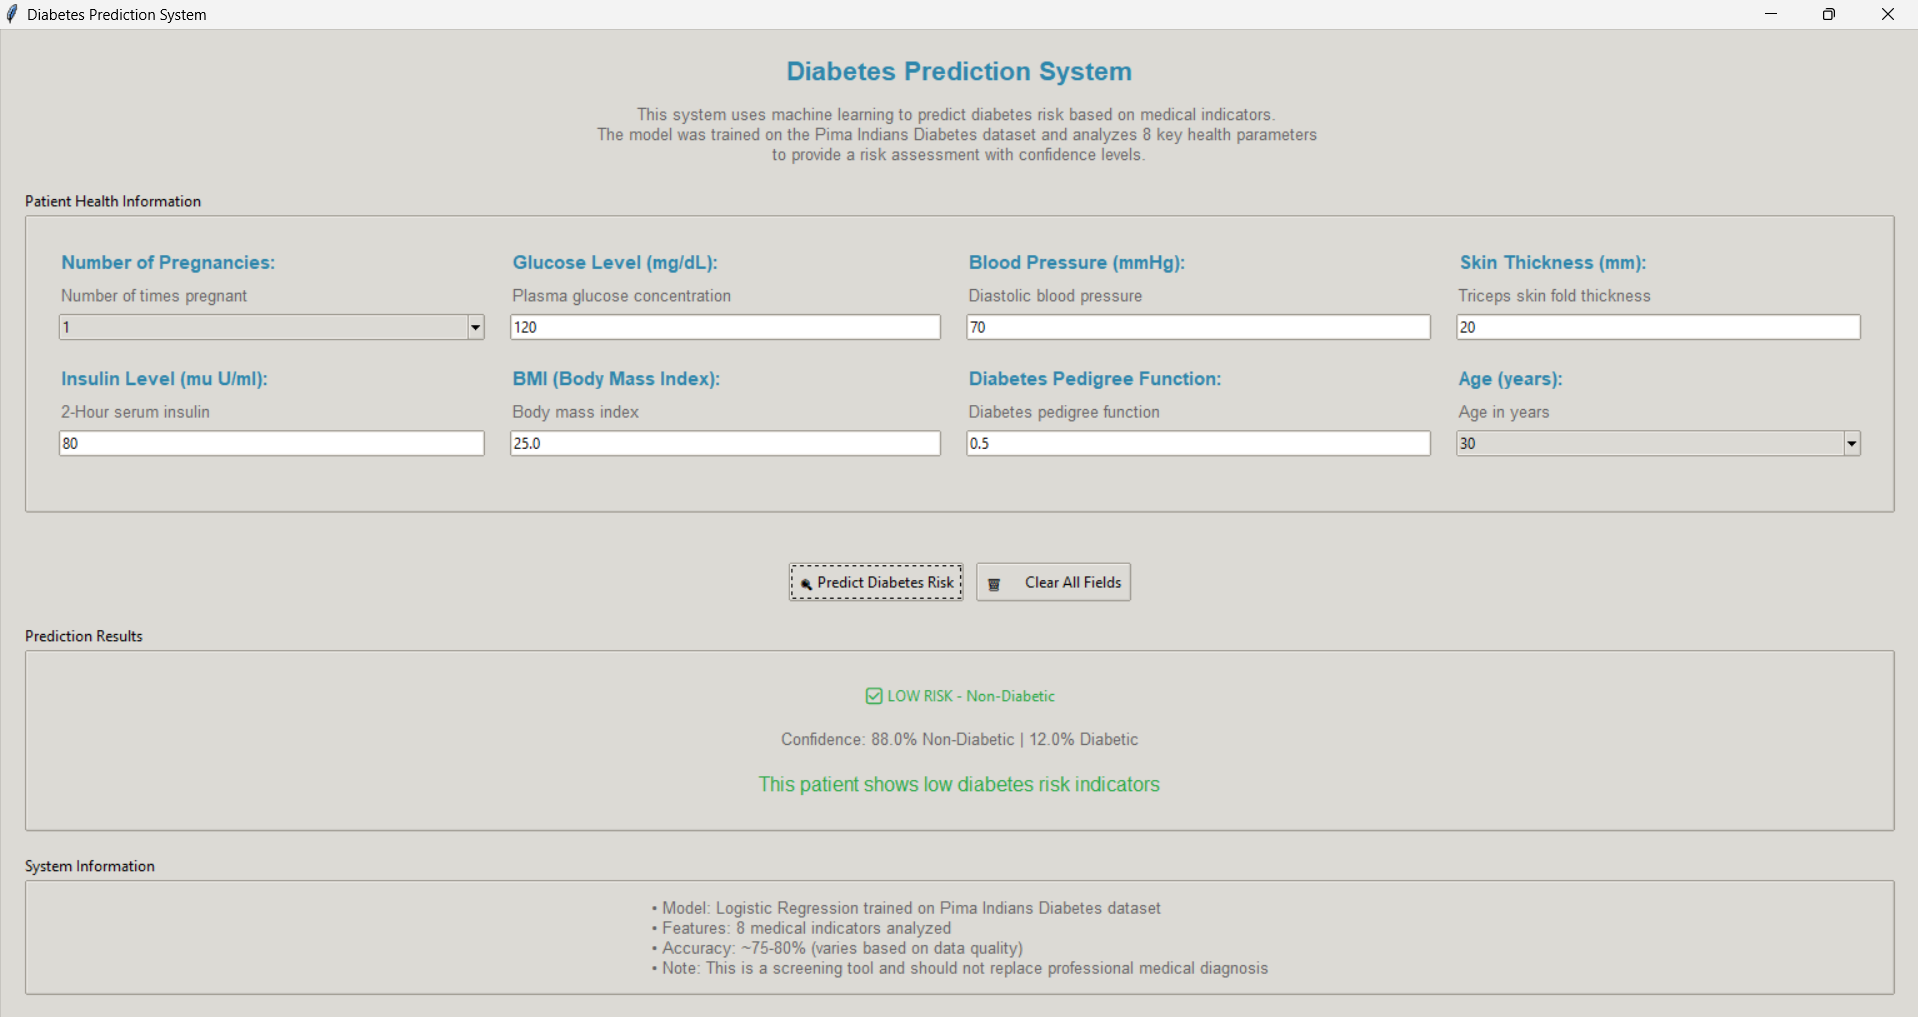 Diabetes Prediction System
Diabetes Prediction System
This system uses machine learning to predict diabetes risk based on medical indicators.
The model was trained on the Pima Indians Diabetes dataset and analyzes 8 key health parameters
to provide a risk assessment with confidence levels.
Patient Health Information
Number of Pregnancies:
Number of times pregnant
1
Glucose Level (mg/dL):
Plasma glucose concentration
120
Blood Pressure (mmHg):
Diastolic blood pressure
70
Skin Thickness (mm):
Triceps skin fold thickness
20
Insulin Level (mu U/ml):
2-Hour serum insulin
80
BMI (Body Mass Index):
Body mass index
25.0
Diabetes Pedigree Function:
Diabetes pedigree function
0.5
Age (years):
Age in years
30
Predict Diabetes Risk
Clear All Fields
Prediction Results
LOW RISK - Non-Diabetic
Confidence: 88.0% Non-Diabetic | 12.0% Diabetic
This patient shows low diabetes risk indicators
System Information
• Model: Logistic Regression trained on Pima Indians Diabetes dataset
• Features: 8 medical indicators analyzed
• Accuracy: ~75-80% (varies based on data quality)
• Note: This is a screening tool and should not replace professional medical diagnosis